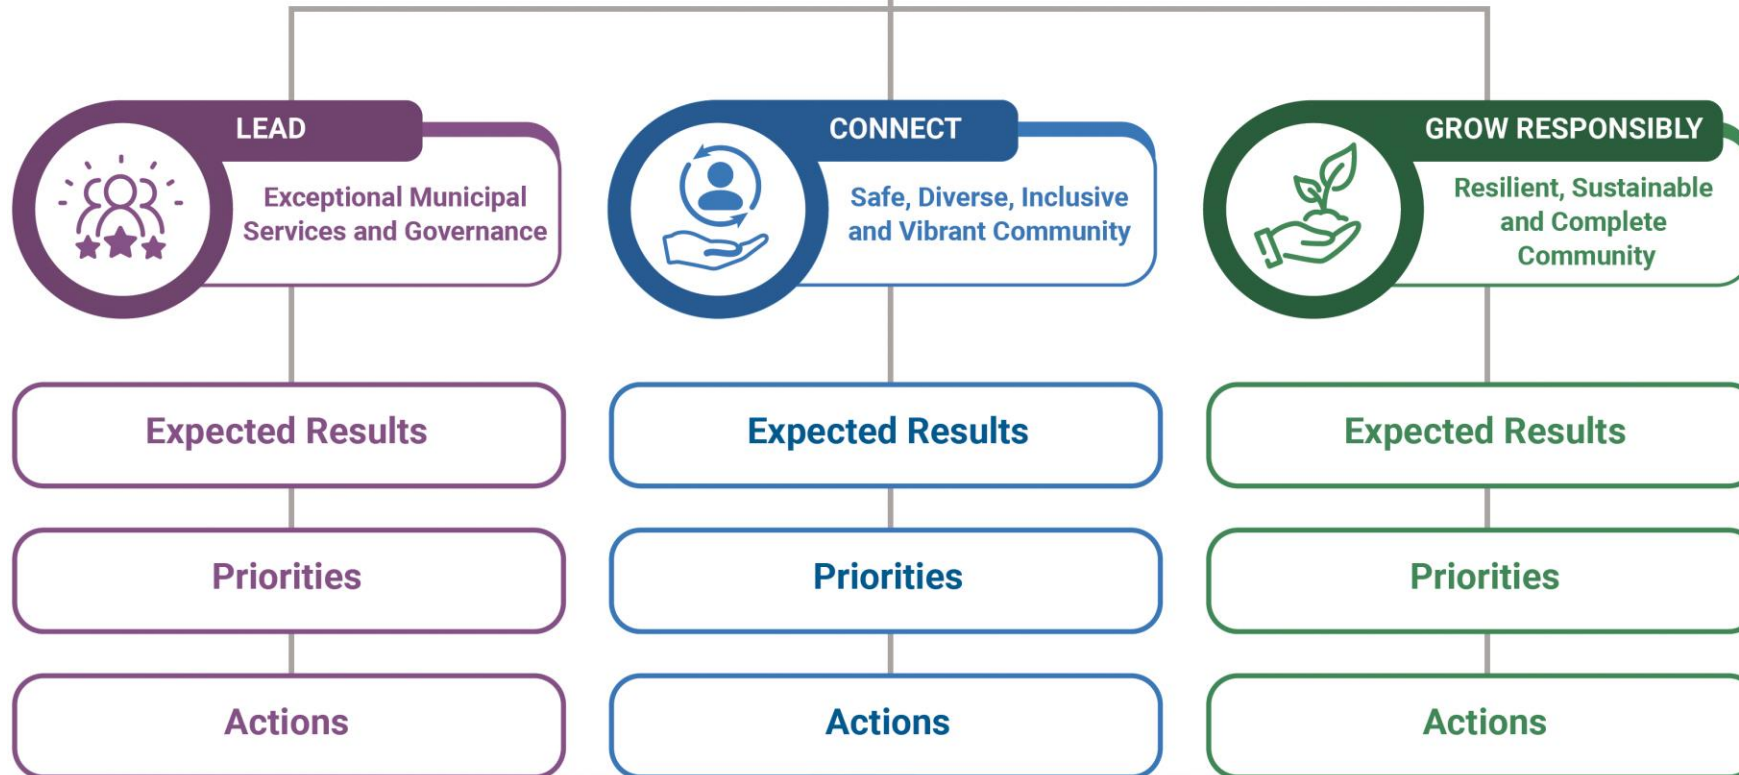 LEAD
Exceptional Municipal
Services and Governance
Expected Results
Priorities
Actions
CONNECT
Safe, Diverse, Inclusive
and Vibrant Community
Expected Results
Priorities
Actions
GROW RESPONSIBLY
Resilient, Sustainable
and Complete
Community
Expected Results
Priorities
Actions